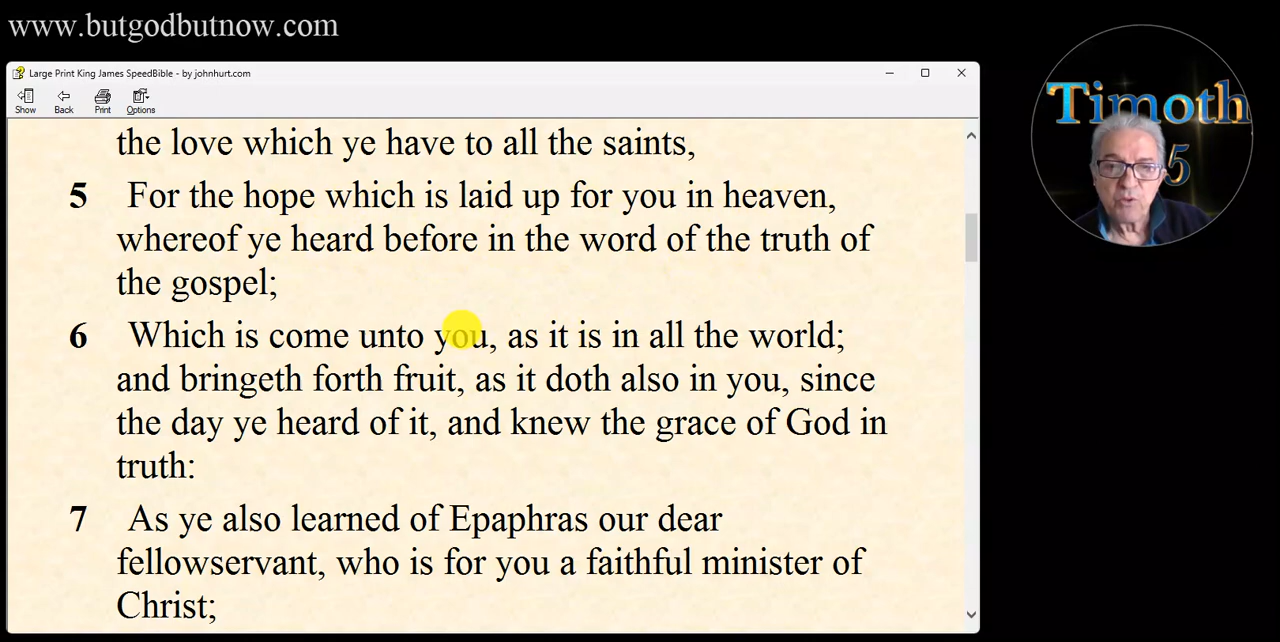 www.butgodbutnow.com
Large Print King James SpeedBible - by johnhurt.com
Show Back Print Options
the love which ye have to all the saints,
5 For the hope which is laid up for you in heaven,
whereof ye heard before in the word of the truth of
the gospel;
6 Which is come unto you, as it is in all the world;
and bringeth forth fruit, as it doth also in you, since
the day ye heard of it, and knew the grace of God in
truth:
7 As ye also learned of Epaphras our dear
fellowservant, who is for you a faithful minister of
Christ;
Timoth
5